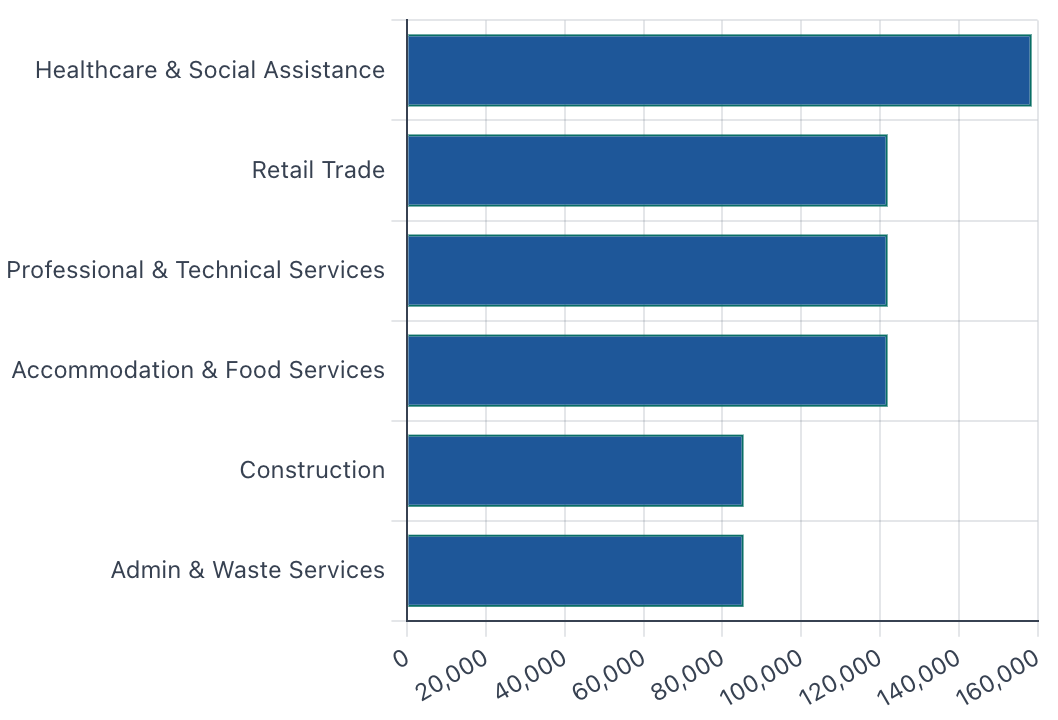 Healthcare & Social Assistance
Retail Trade
Professional & Technical Services
Accommodation & Food Services
Construction
Admin & Waste Services
0
20,000
40,000
60,000
80,000
100,000
120,000
140,000
160,000